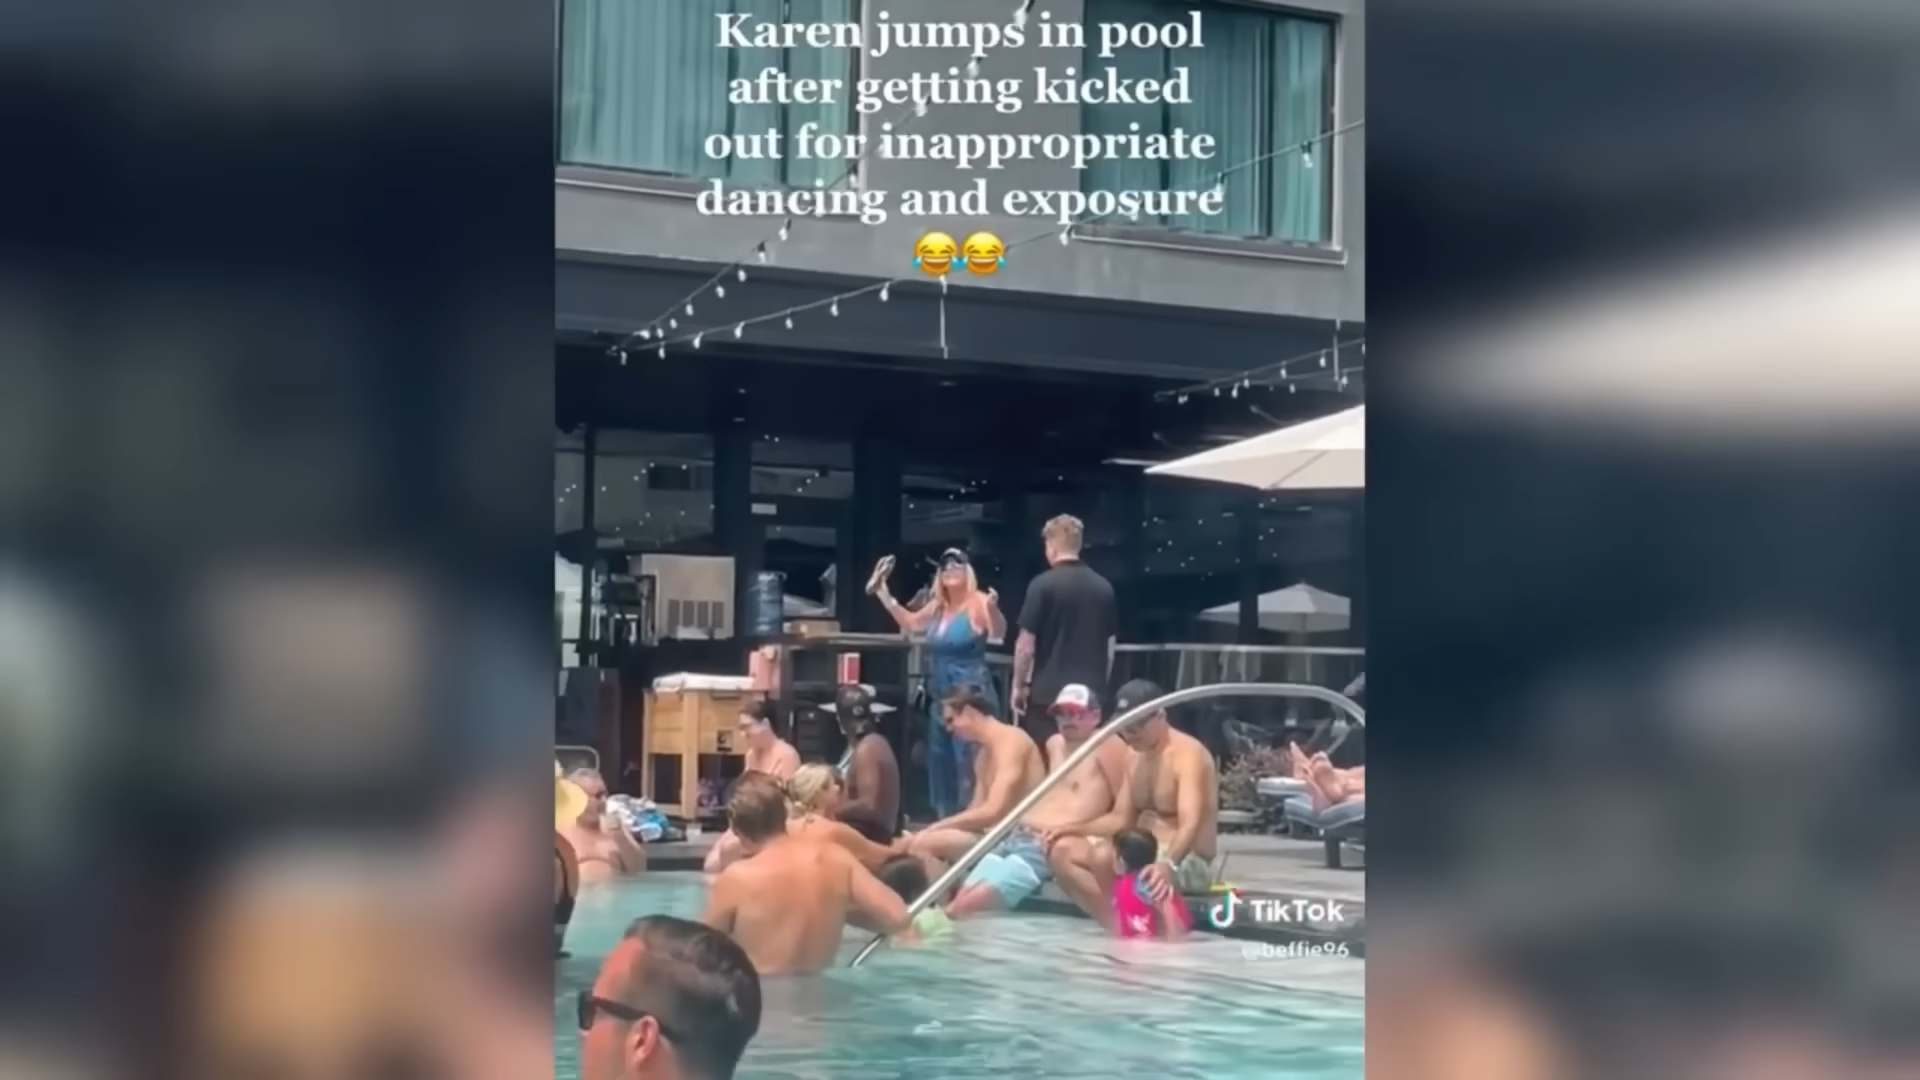 Karen jumps in pool
after getting kicked
out for inappropriate
dancing and exposure
😂😂
TikTok
@beffie96